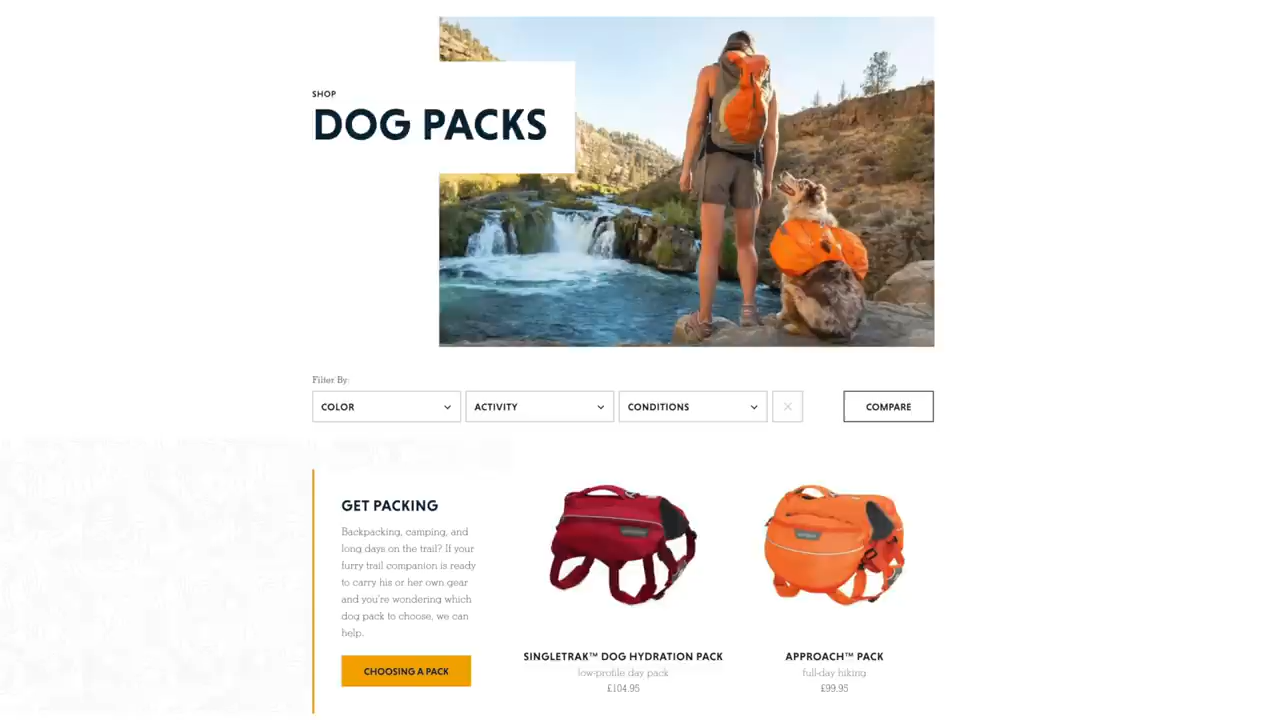 SHOP
DOG PACKS
Filter By:
COLOR
ACTIVITY
CONDITIONS
COMPARE
GET PACKING
Backpacking, camping, and
long days on the trail? If your
furry trail companion is ready
to carry his or her own gear
and you're wondering which
dog pack to choose, we can
help.
CHOOSING A PACK
SINGLETRAK™ DOG HYDRATION PACK
low-profile day pack
£104.95
APPROACH™ PACK
full-day hiking
£99.95